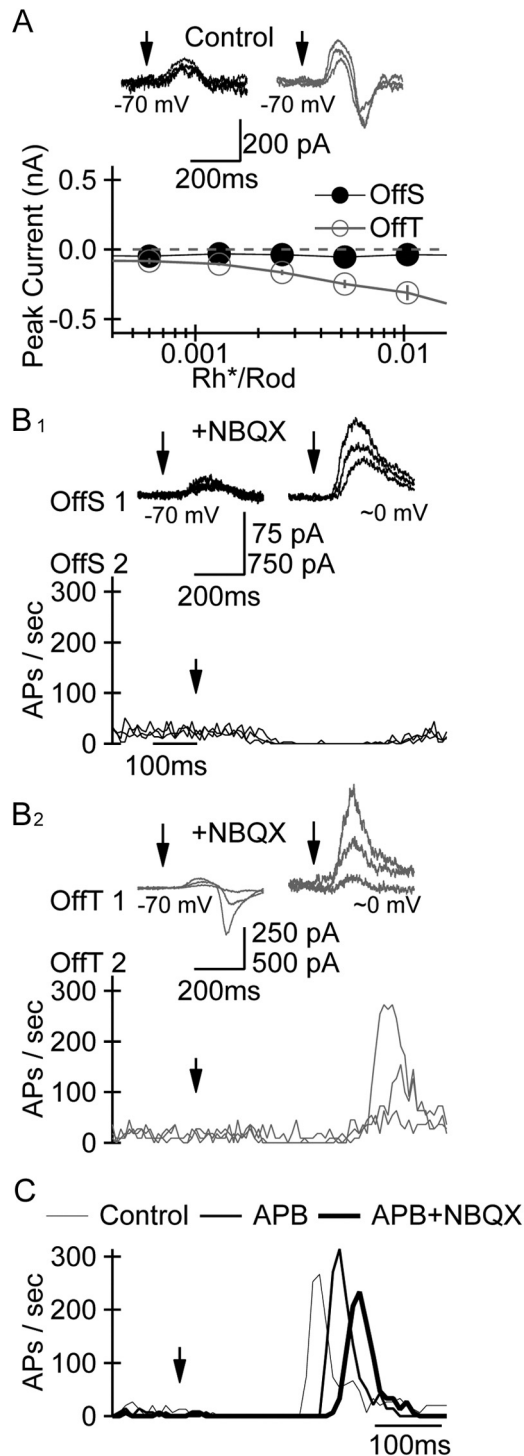 A
Control
-70 mV
-70 mV
200 pA
200ms
Peak Current (nA)
0.5
0.0
-0.5
OffS
OffT
0.001
0.01
Rh*/Rod
B1
+NBQX
OffS 1
-70 mV
~0 mV
75 pA
OffS 2
750 pA
200ms
APs / sec
300
200
100
0
100ms
B2
+NBQX
OffT 1
-70 mV
~0 mV
250 pA
OffT 2
500 pA
200ms
APs / sec
300
200
100
0
C
Control
APB
APB+NBQX
APs / sec
300
200
100
0
100ms